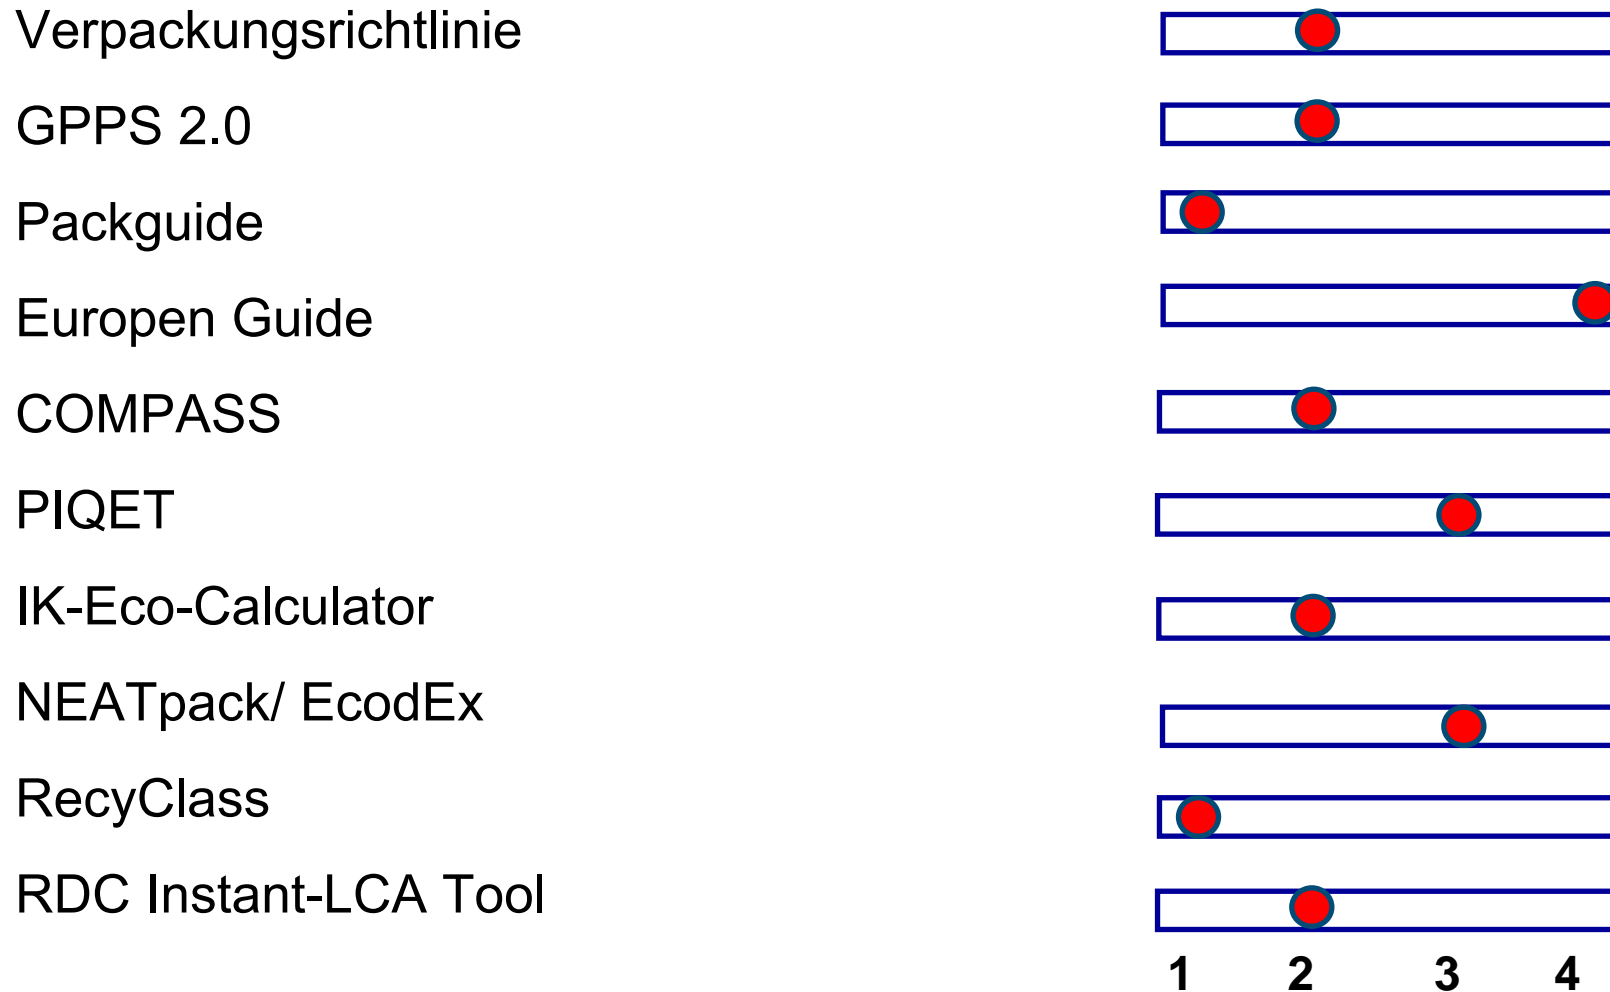 Verpackungsrichtlinie
GPPS 2.0
Packguide
Europen Guide
COMPASS
PIQET
IK-Eco-Calculator
NEATpack/ EcodEx
RecyClass
RDC Instant-LCA Tool
1 2 3 4